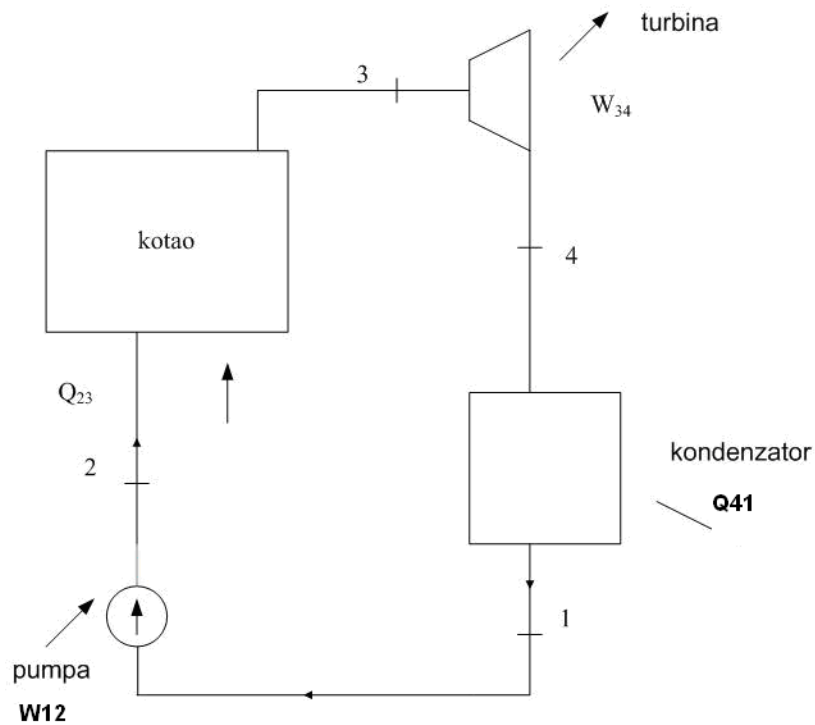 turbina
3
W₃₄
kotao
4
Q₂₃
kondenzator
2
Q41
1
pumpa
W12